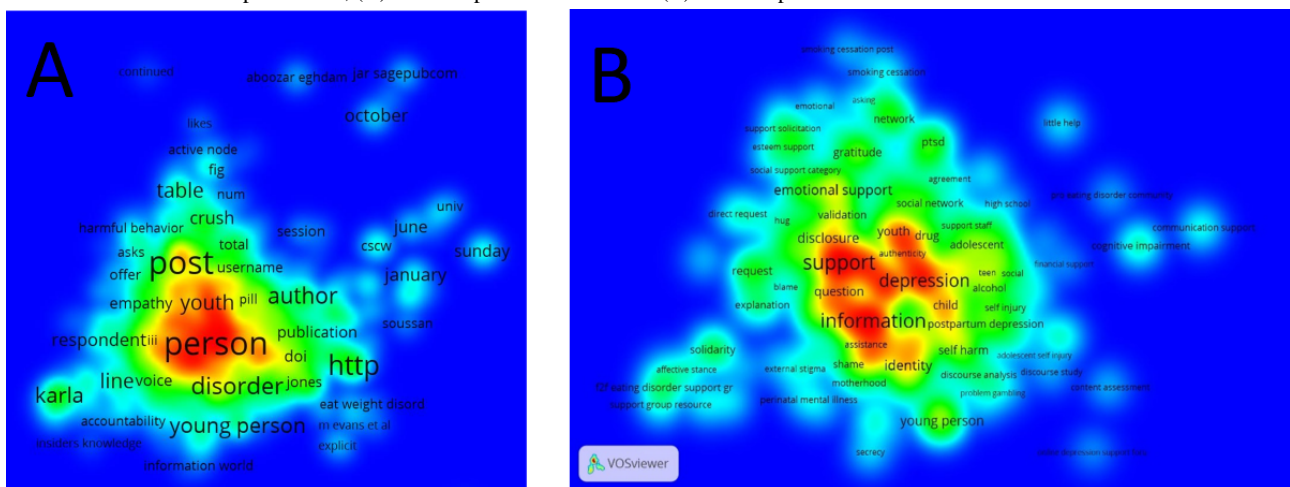 A
continued
aboozar eghdam
jar sagepubcom
october
likes
active node
fig
table
num
univ
harmful behavior
crush
session
june
asks
total
cscw
sunday
post
offer
username
january
empathy
youth
pill
author
soussan
respondent
iii
person
publication
doi
http
line
voice
disorder
jones
karla
eat weight disord
accountability
young person
m evans et al
insiders knowledge
explicit
information world
B
smoking cessation post
smoking cessation
emotional
asking
network
support solicitation
little help
esteem support
gratitude
ptsd
social support category
agreement
emotional support
pro eating disorder community
social network
high school
direct request
hug
validation
support staff
communication support
disclosure
youth
drug
adolescent
cognitive impairment
authenticity
support
financial support
request
teen
social
blame
question
depression
alcohol
explanation
child
self injury
information
postpartum depression
assistance
solidarity
self harm
adolescent self injury
affective stance
external stigma
shame
identity
discourse analysis
discourse study
motherhood
content assessment
support group resource
perinatal mental illness
problem gambling
young person
secrecy
VOSviewer